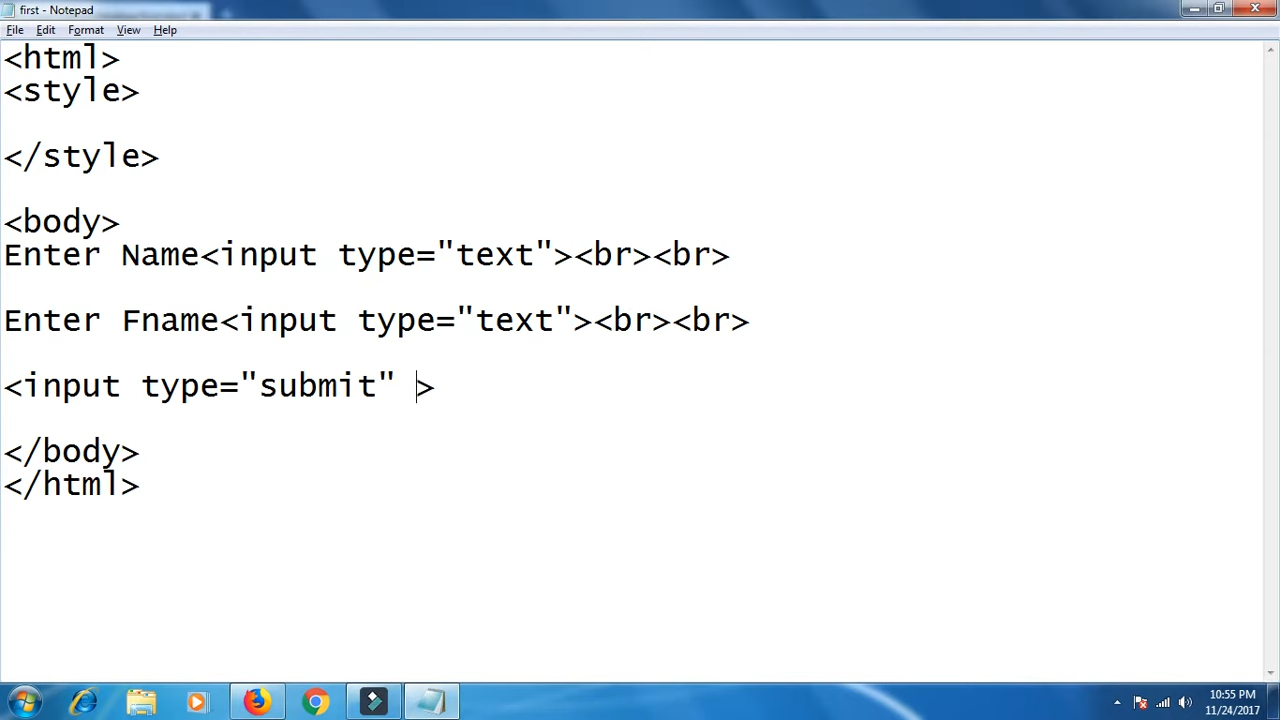 first - Notepad
File Edit Format View Help
<html>
<style>
</style>
<body>
Enter Name<input type="text"><br><br>
Enter Fname<input type="text"><br><br>
<input type="submit" >
</body>
</html>
10:55 PM
11/24/2017